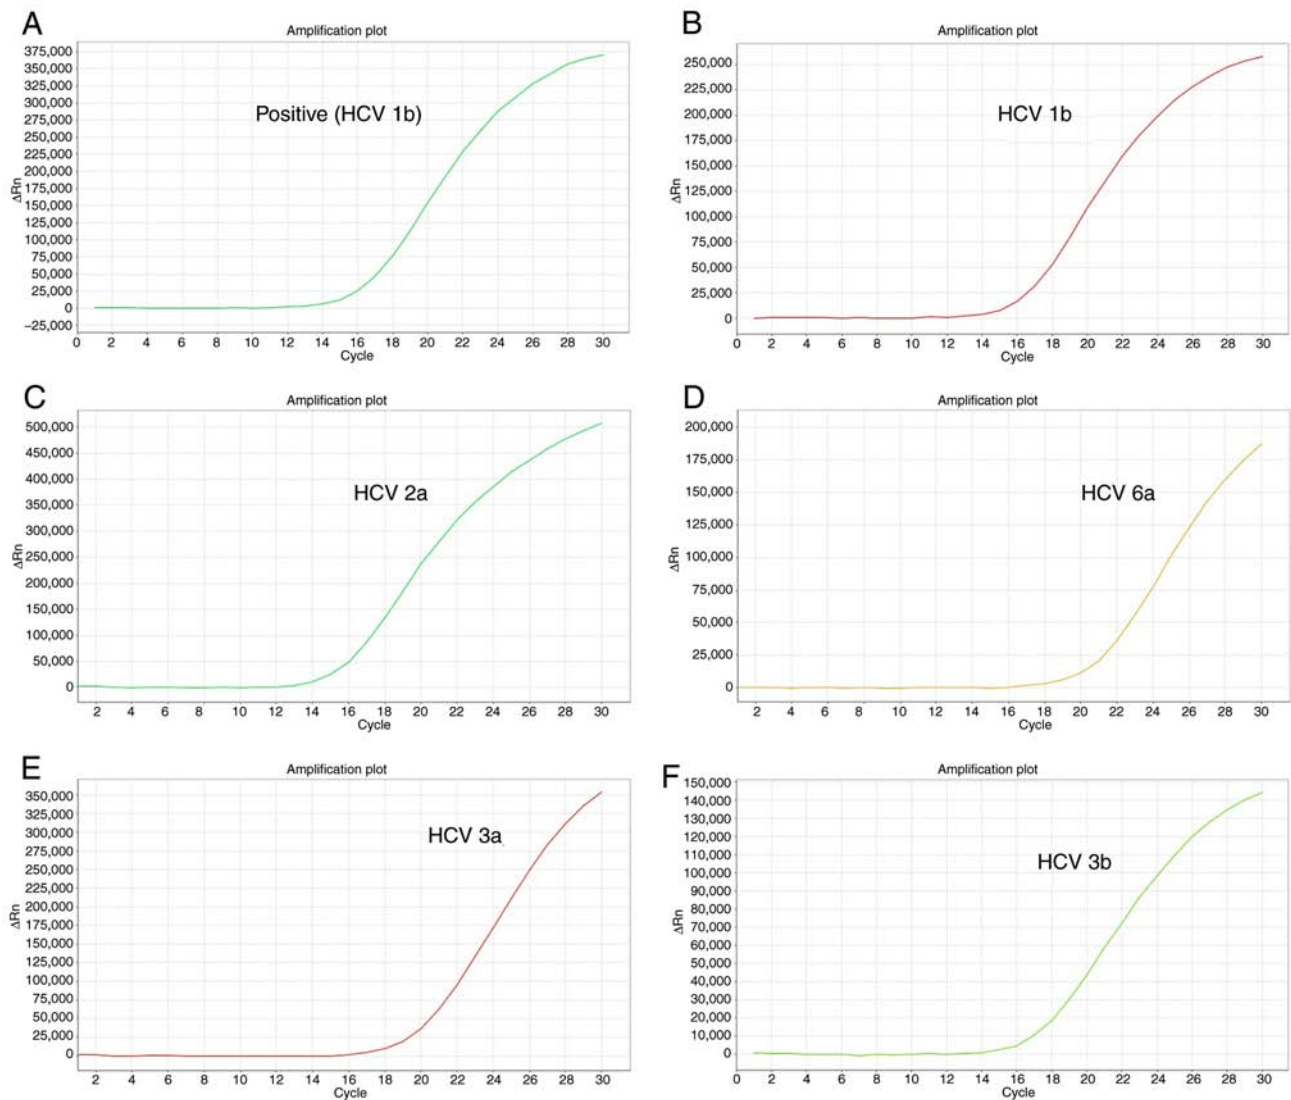 A
Amplification plot
375,000
350,000
325,000
300,000
275,000
250,000
225,000
200,000
175,000
150,000
125,000
100,000
75,000
50,000
25,000
0
–25,000
ΔRn
Positive (HCV 1b)
0 2 4 6 8 10 12 14 16 18 20 22 24 26 28 30
Cycle
B
Amplification plot
250,000
225,000
200,000
175,000
150,000
125,000
100,000
75,000
50,000
25,000
0
ΔRn
HCV 1b
0 2 4 6 8 10 12 14 16 18 20 22 24 26 28 30
Cycle
C
Amplification plot
500,000
450,000
400,000
350,000
300,000
250,000
200,000
150,000
100,000
50,000
0
ΔRn
HCV 2a
2 4 6 8 10 12 14 16 18 20 22 24 26 28 30
Cycle
D
Amplification plot
200,000
175,000
150,000
125,000
100,000
75,000
50,000
25,000
0
ΔRn
HCV 6a
2 4 6 8 10 12 14 16 18 20 22 24 26 28 30
Cycle
E
Amplification plot
350,000
325,000
300,000
275,000
250,000
225,000
200,000
175,000
150,000
125,000
100,000
75,000
50,000
25,000
0
ΔRn
HCV 3a
2 4 6 8 10 12 14 16 18 20 22 24 26 28 30
Cycle
F
Amplification plot
150,000
140,000
130,000
120,000
110,000
100,000
90,000
80,000
70,000
60,000
50,000
40,000
30,000
20,000
10,000
0
ΔRn
HCV 3b
0 2 4 6 8 10 12 14 16 18 20 22 24 26 28 30
Cycle